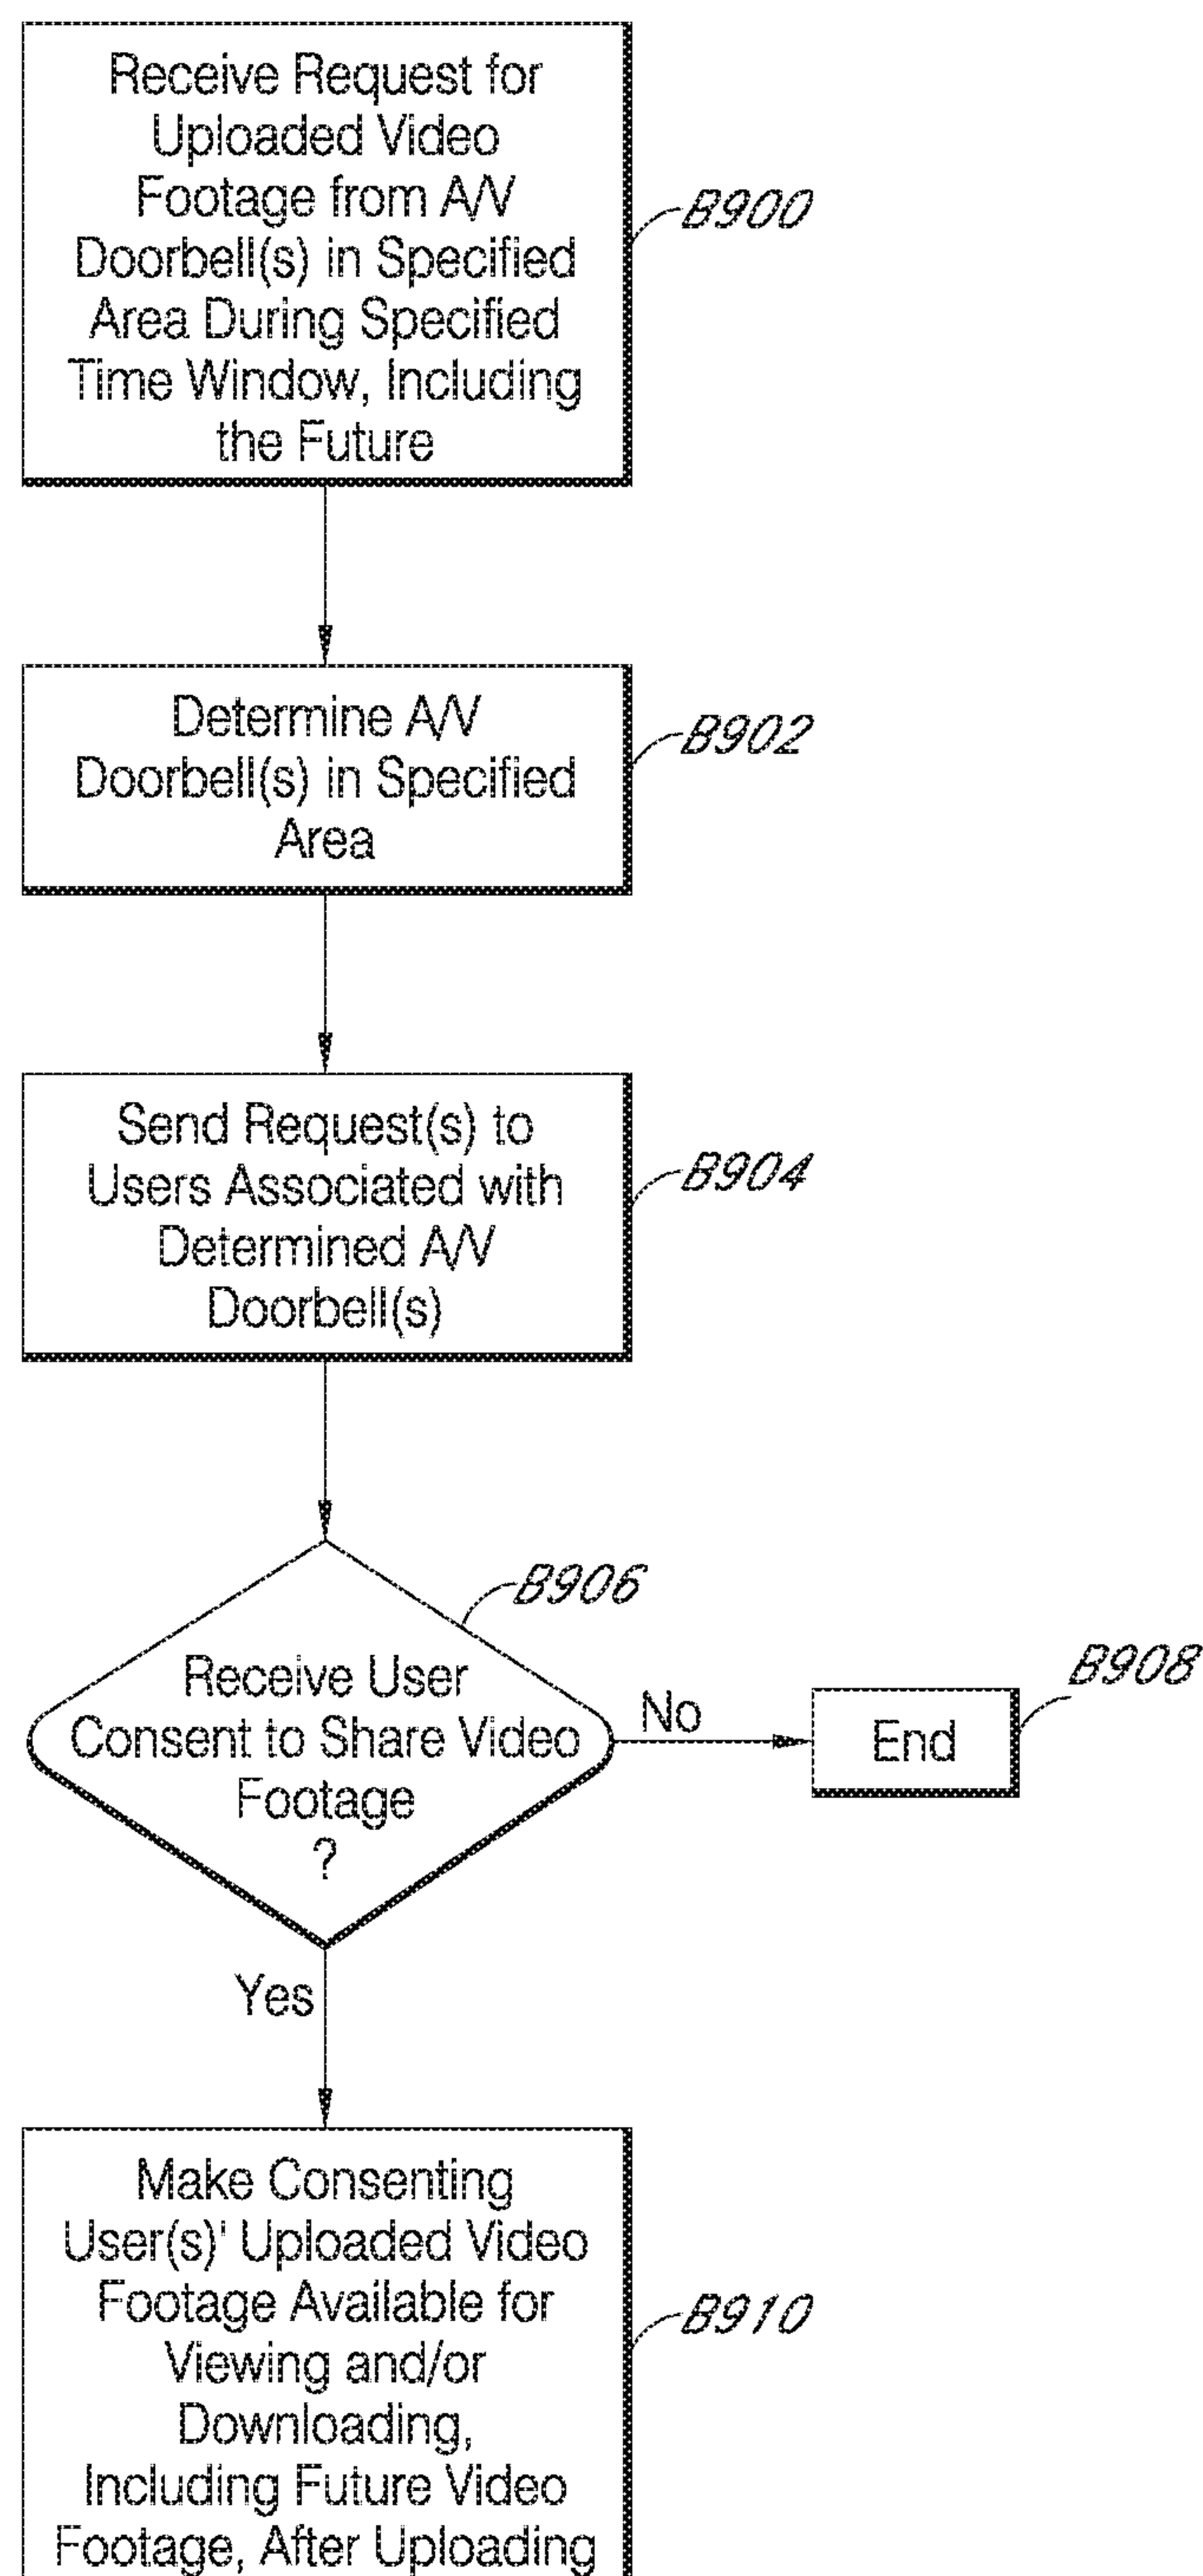 Receive Request for
Uploaded Video
Footage from A/V
Doorbell(s) in Specified
Area During Specified
Time Window, Including
the Future
B900
Determine A/V
Doorbell(s) in Specified
Area
B902
Send Request(s) to
Users Associated with
Determined A/V
Doorbell(s)
B904
B906
Receive User
Consent to Share Video
Footage
?
No
End
B908
Yes
Make Consenting
User(s)' Uploaded Video
Footage Available for
Viewing and/or
Downloading,
Including Future Video
Footage, After Uploading
B910